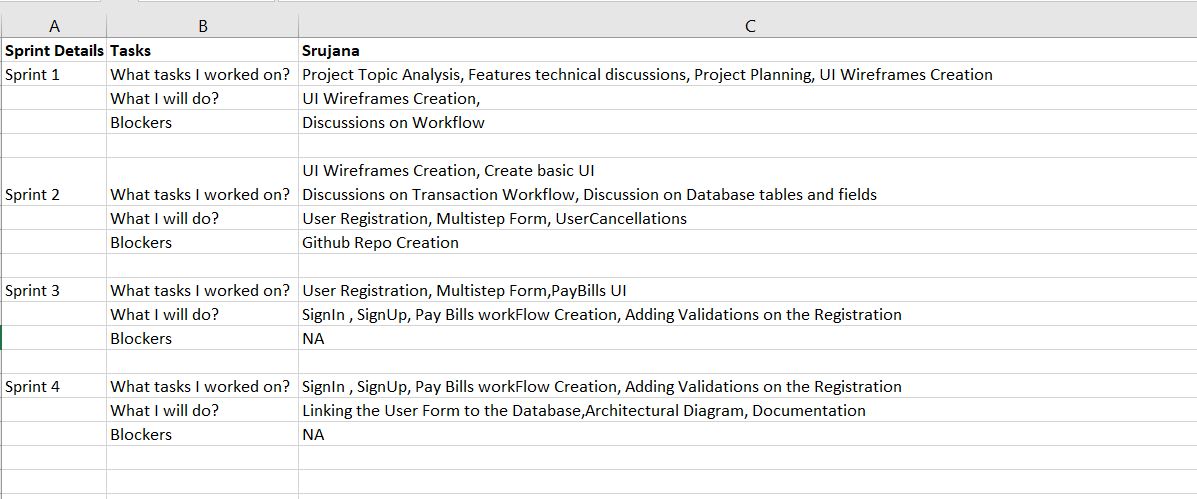 A B C
Sprint Details Tasks Srujana
Sprint 1 What tasks I worked on? Project Topic Analysis, Features technical discussions, Project Planning, UI Wireframes Creation
What I will do? UI Wireframes Creation,
Blockers Discussions on Workflow
UI Wireframes Creation, Create basic UI
Sprint 2 What tasks I worked on? Discussions on Transaction Workflow, Discussion on Database tables and fields
What I will do? User Registration, Multistep Form, UserCancellations
Blockers Github Repo Creation
Sprint 3 What tasks I worked on? User Registration, Multistep Form,PayBills UI
What I will do? SignIn , SignUp, Pay Bills workFlow Creation, Adding Validations on the Registration
Blockers NA
Sprint 4 What tasks I worked on? SignIn , SignUp, Pay Bills workFlow Creation, Adding Validations on the Registration
What I will do? Linking the User Form to the Database,Architectural Diagram, Documentation
Blockers NA